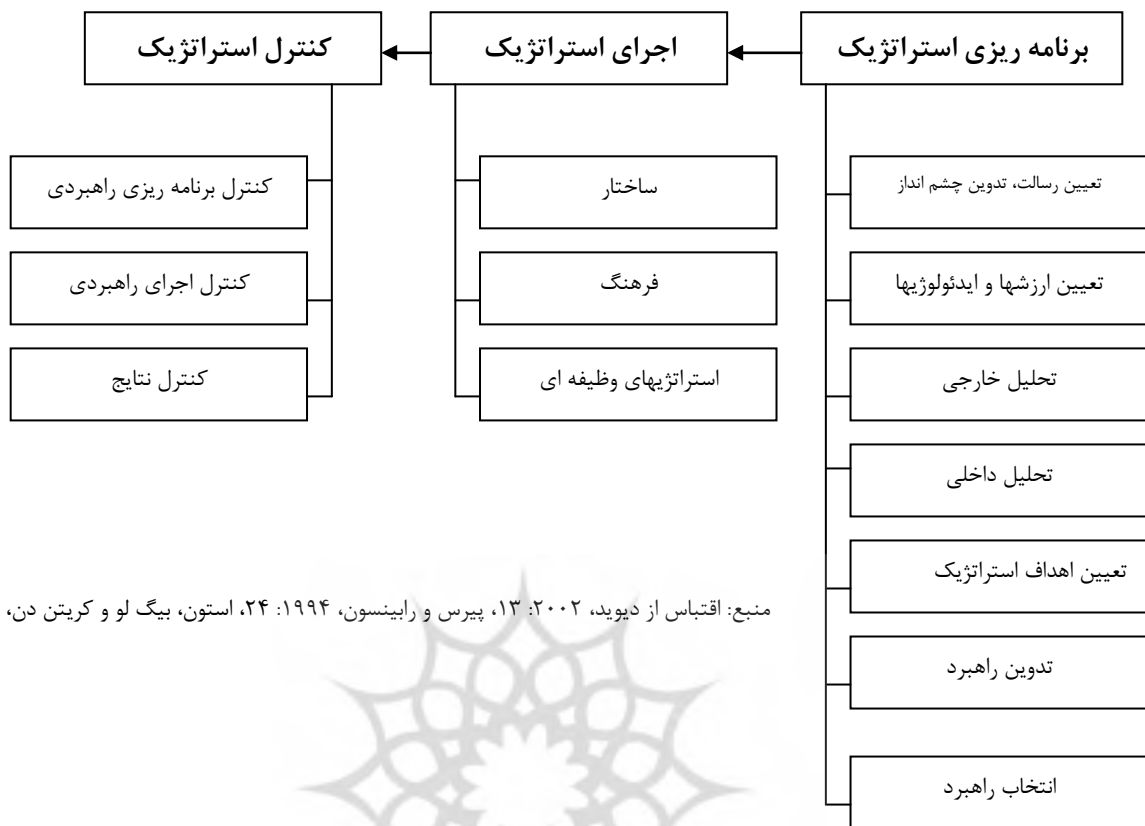 برنامه ریزی استراتژیک
اجرای استراتژیک
کنترل استراتژیک
تعیین رسالت، تدوین چشم انداز
تعیین ارزشها و ایدئولوژیها
تحلیل خارجی
تحلیل داخلی
تعیین اهداف استراتژیک
تدوین راهبرد
انتخاب راهبرد
ساختار
فرهنگ
استراتژیهای وظیفه ای
کنترل برنامه ریزی راهبردی
کنترل اجرای راهبردی
کنترل نتایج
منبع: اقتباس از دیوید، ۲۰۰۲: ۱۳، پیرس و رابینسون، ۱۹۹۴: ۲۴، استون، بیگ لو و کریتن دن،